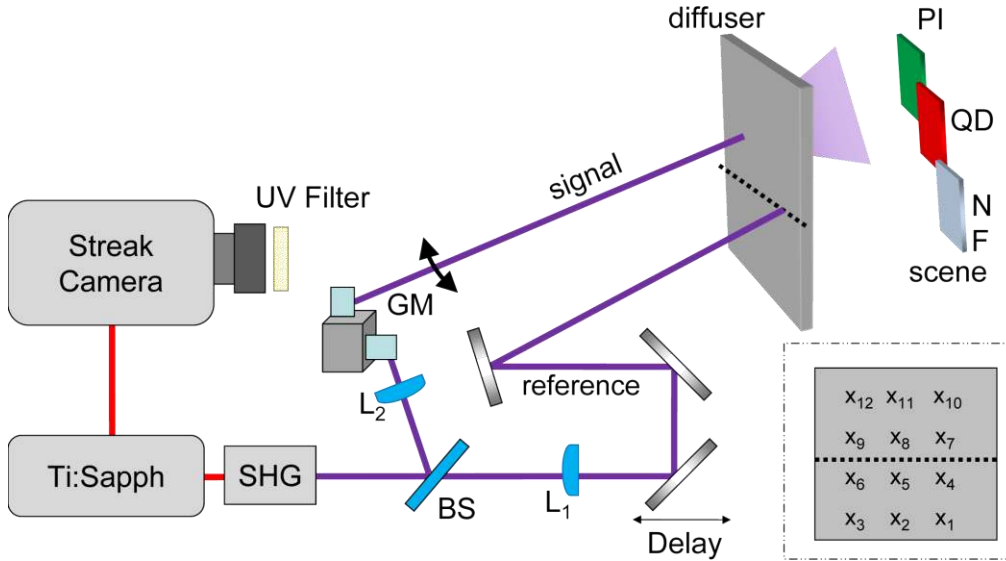 diffuser
PI
QD
N
F
scene
signal
UV Filter
Streak
Camera
GM
L₂
reference
Ti:Sapph
SHG
BS
L₁
Delay
x₁₂ x₁₁ x₁₀
x₉ x₈ x₇
x₆ x₅ x₄
x₃ x₂ x₁